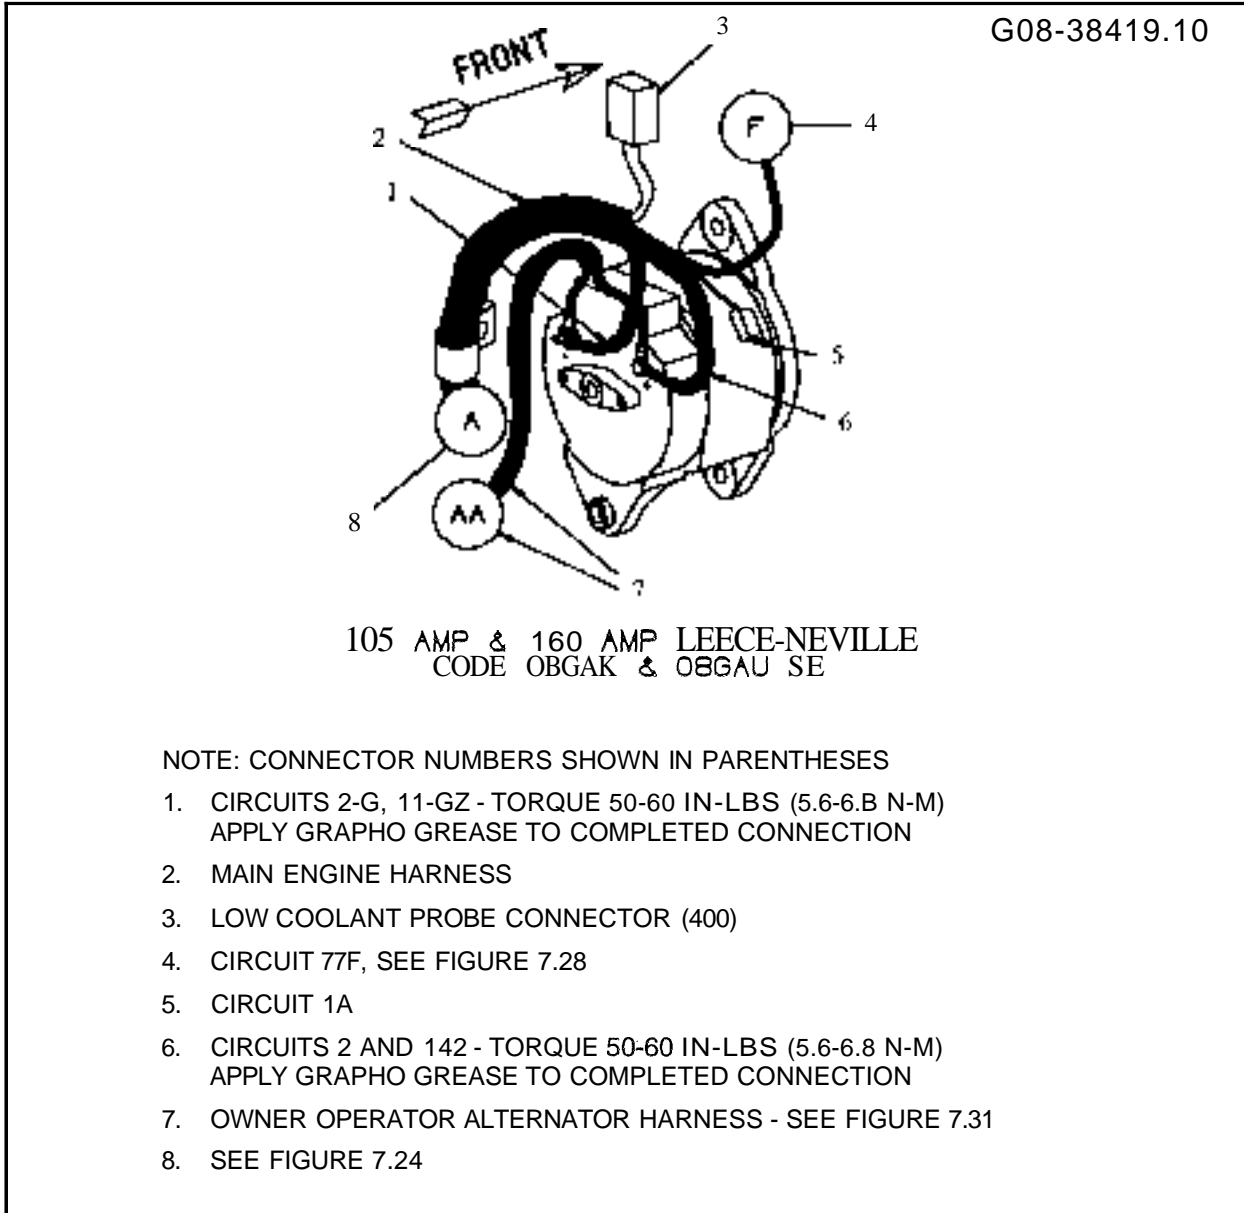 G08-38419.10
FRONT
3
4
F
2
1
5
6
A
8
AA
7
105 AMP & 160 AMP LEECE-NEVILLE
CODE OBGAK & 08GAU SE
NOTE: CONNECTOR NUMBERS SHOWN IN PARENTHESES
1. CIRCUITS 2-G, 11-GZ - TORQUE 50-60 IN-LBS (5.6-6.B N-M)
APPLY GRAPHO GREASE TO COMPLETED CONNECTION
2. MAIN ENGINE HARNESS
3. LOW COOLANT PROBE CONNECTOR (400)
4. CIRCUIT 77F, SEE FIGURE 7.28
5. CIRCUIT 1A
6. CIRCUITS 2 AND 142 - TORQUE 50-60 IN-LBS (5.6-6.8 N-M)
APPLY GRAPHO GREASE TO COMPLETED CONNECTION
7. OWNER OPERATOR ALTERNATOR HARNESS - SEE FIGURE 7.31
8. SEE FIGURE 7.24